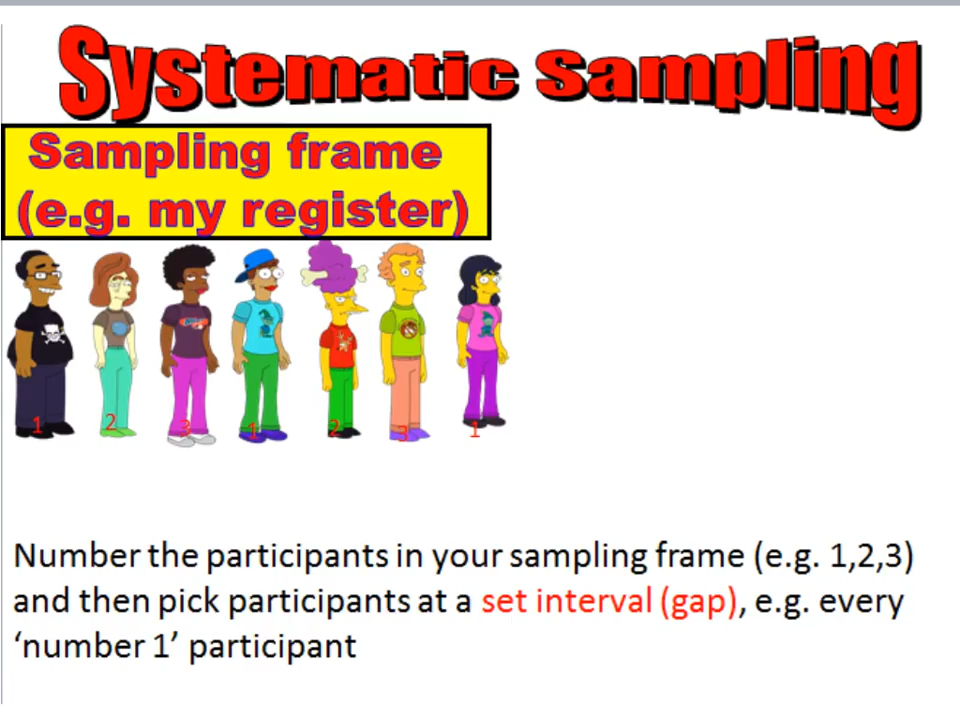 Systematic Sampling
Sampling frame
(e.g. my register)
1 2 3 1 2 3 1
Number the participants in your sampling frame (e.g. 1,2,3)
and then pick participants at a set interval (gap), e.g. every
‘number 1’ participant